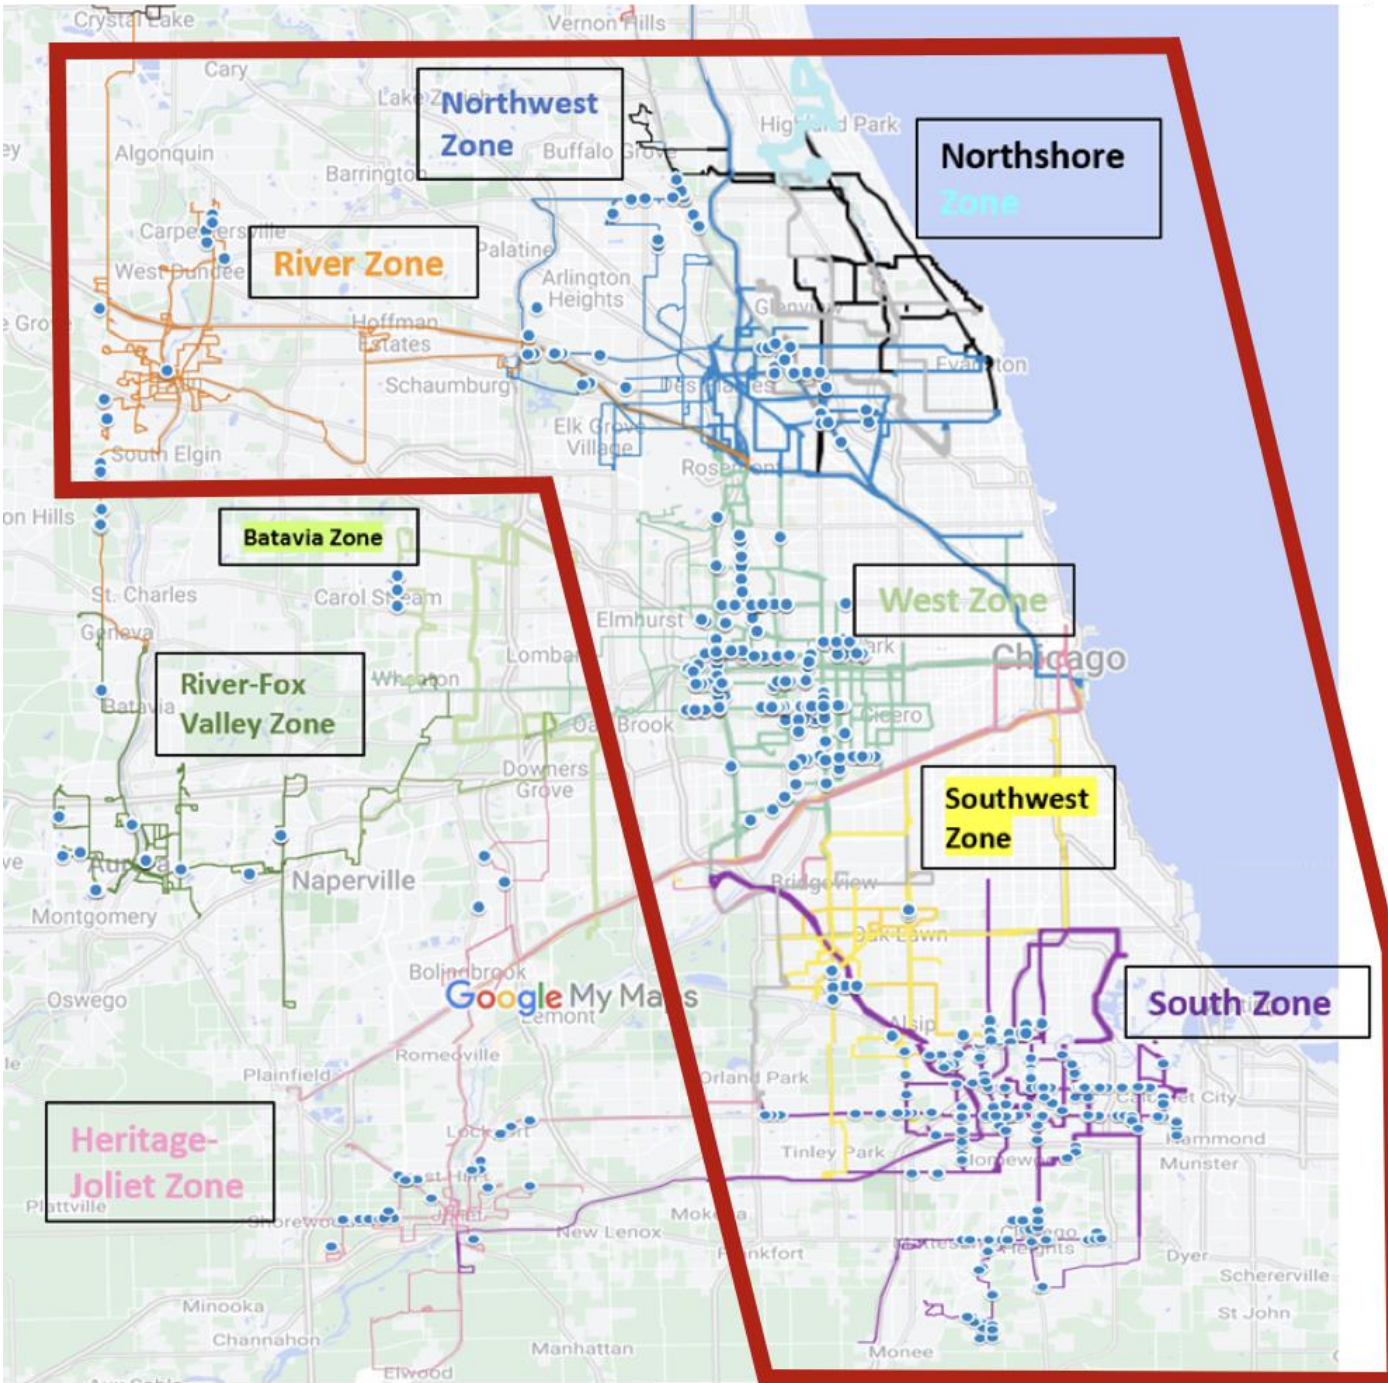 Crystal Lake
Vernon Hills
Cary
Northwest
Zone
Highland Park
Northshore
Zone
Algonquin
Buffalo Grove
Barrington
Carpentersville
River Zone
Palatine
West Dundee
Arlington
Heights
Glenview
Hoffman
Estates
Schaumburg
Des Plaines
Evanston
Elk Grove
Village
South Elgin
Rosemont
on Hills
Batavia Zone
St. Charles
Carol Stream
West Zone
Elmhurst
Geneva
Lombard
Chicago
River-Fox
Valley Zone
Wheaton
Batavia
Oak Brook
Cicero
Downers
Grove
Southwest
Zone
Aurora
Naperville
Bridgeview
Montgomery
Oak Lawn
Bolingbrook
Oswego
Google My Maps
Lemont
South Zone
Alsip
Romeoville
Plainfield
Orland Park
Calumet City
Heritage-
Joliet Zone
Lockport
Tinley Park
Homewood
Hammond
Munster
Plattville
Shorewood
Joliet
New Lenox
Mokena
Frankfort
Chicago
Heights
Dyer
Schererville
Minooka
St John
Channahon
Manhattan
Monee
Elwood